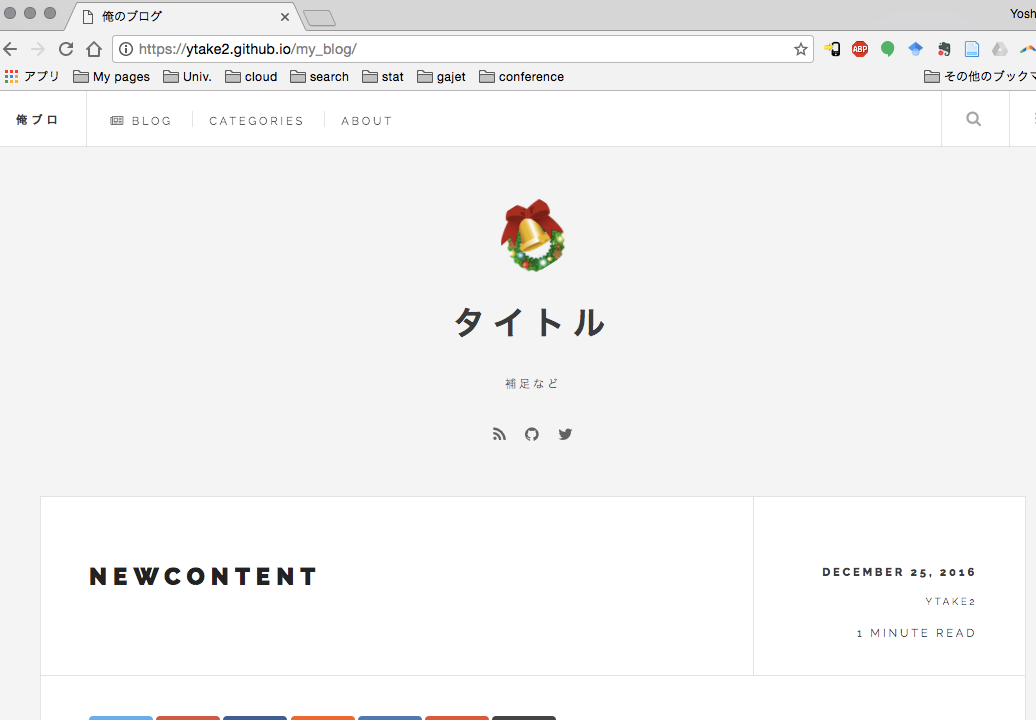 俺のブログ
Yosh
https://ytake2.github.io/my_blog/
ABP
アプリ My pages Univ. cloud search stat gajet conference その他のブックマ
俺ブロ BLOG CATEGORIES ABOUT
タイトル
補足など
NEWCONTENT
DECEMBER 25, 2016
YTAKE2
1 MINUTE READ